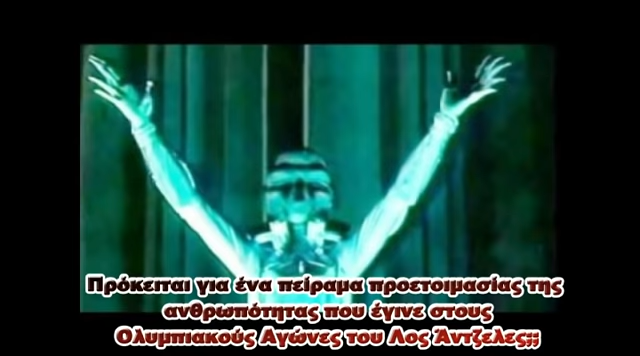 Πρόκειται για ένα πείραμα προετοιμασίας της
ανθρωπότητας που έγινε στους
Ολυμπιακούς Αγώνες του Λος Άντζελες;;